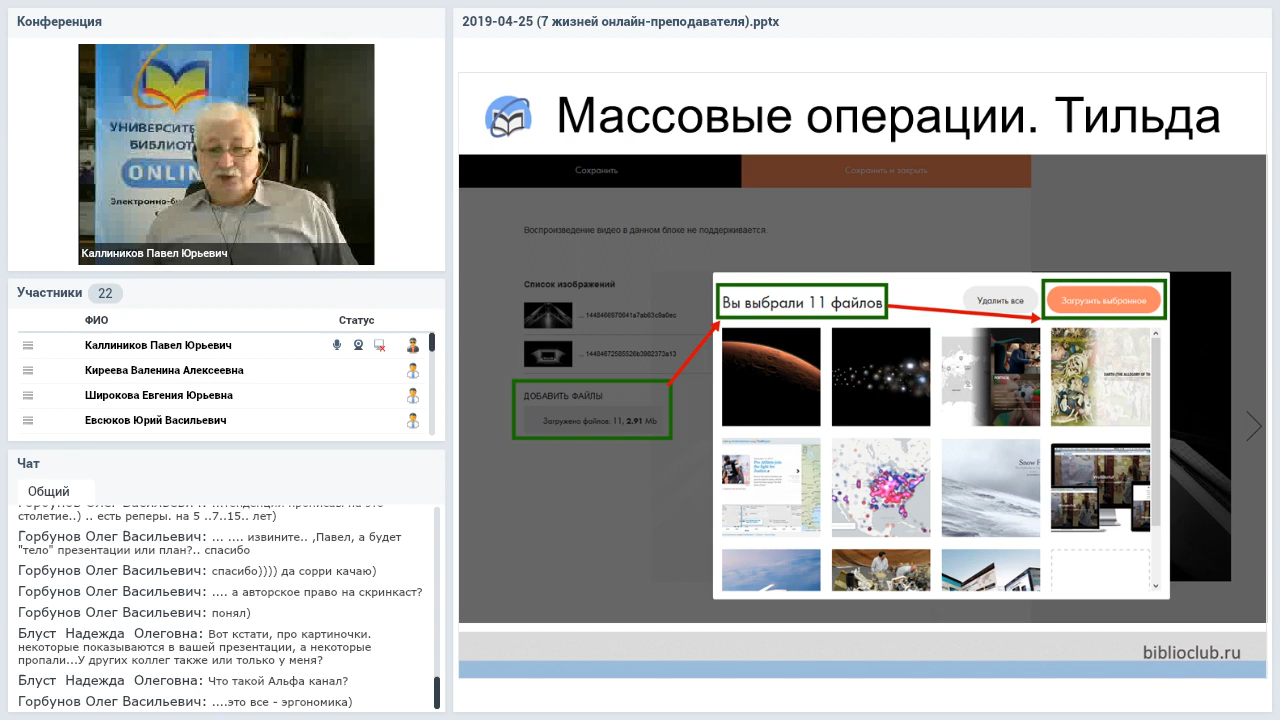 Конференция
УНИВЕРСИТЕ
БИБЛИОТ
ONLIN
Каллиников Павел Юрьевич
Участники 22
ФИО Статус
Каллиников Павел Юрьевич
Киреева Валенина Алексеевна
Широкова Евгения Юрьевна
Евсюков Юрий Васильевич
Чат
Общий
столетие..) .. есть реперы. на 5 ..7..15.. лет)
Горбунов Олег Васильевич: ... .... извините.. ,Павел, а будет
"тело" презентации или план?.. спасибо
Горбунов Олег Васильевич: спасибо)))) да сорри качаю)
Горбунов Олег Васильевич: .... а авторское право на скринкаст?
Горбунов Олег Васильевич: понял)
Блуст Надежда Олеговна: Вот кстати, про картиночки.
некоторые показываются в вашей презентации, а некоторые
пропали...У других коллег также или только у меня?
Блуст Надежда Олеговна: Что такой Альфа канал?
Горбунов Олег Васильевич: ....это все - эргономика)
2019-04-25 (7 жизней онлайн-преподавателя).pptx
Массовые операции. Тильда
Сохранить
Сохранить и закрыть
Воспроизведение видео в данном блоке не поддерживается.
Список изображений
ДОБАВИТЬ ФАЙЛЫ
Загружено файлов: 11, 2.91 Mb
Вы выбрали 11 файлов
Удалить все
Загрузить выбранное
biblioclub.ru